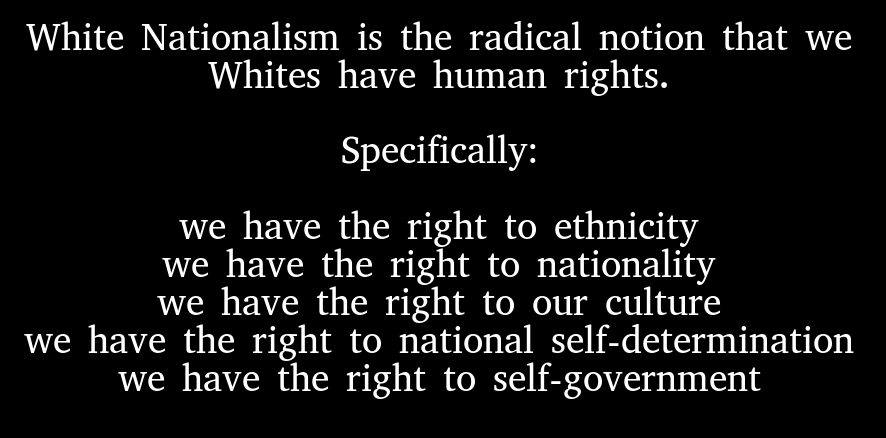 White Nationalism is the radical notion that we
Whites have human rights.
Specifically:
we have the right to ethnicity
we have the right to nationality
we have the right to our culture
we have the right to national self-determination
we have the right to self-government